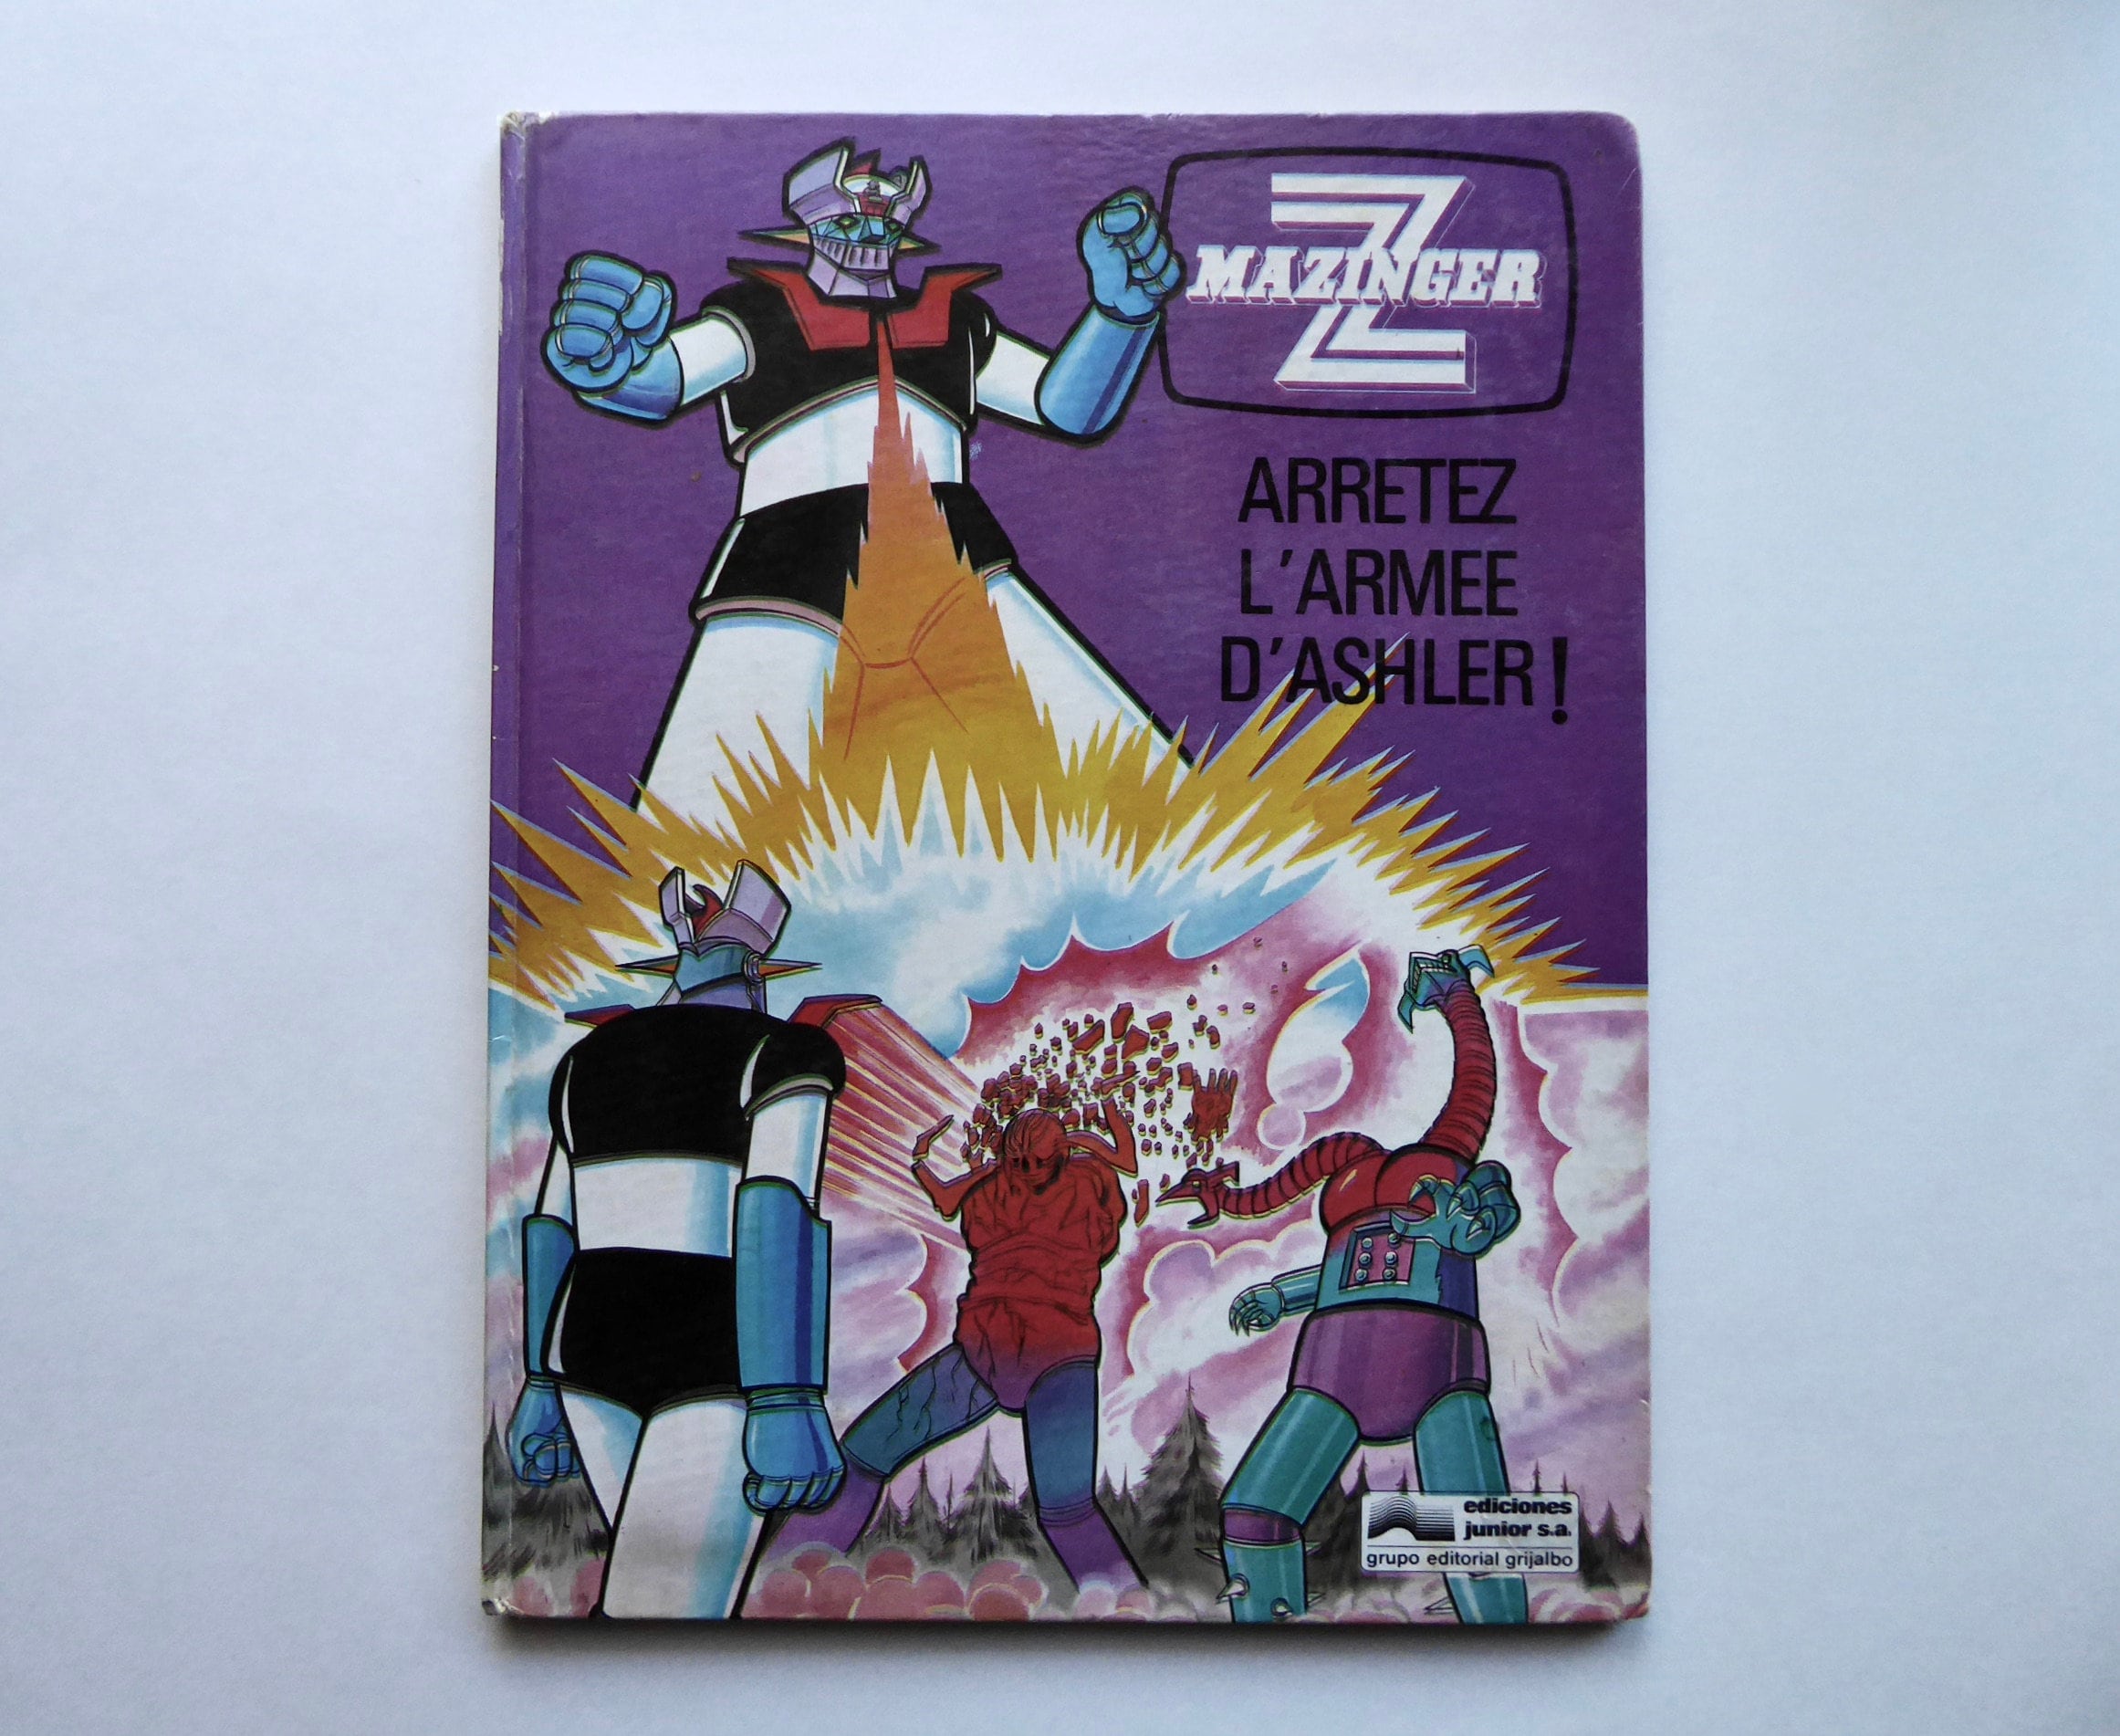 MAZINGER
Z
ARRETEZ
L'ARMEE
D'ASHLER!
ediciones
junior s.a.
grupo editorial grijalbo